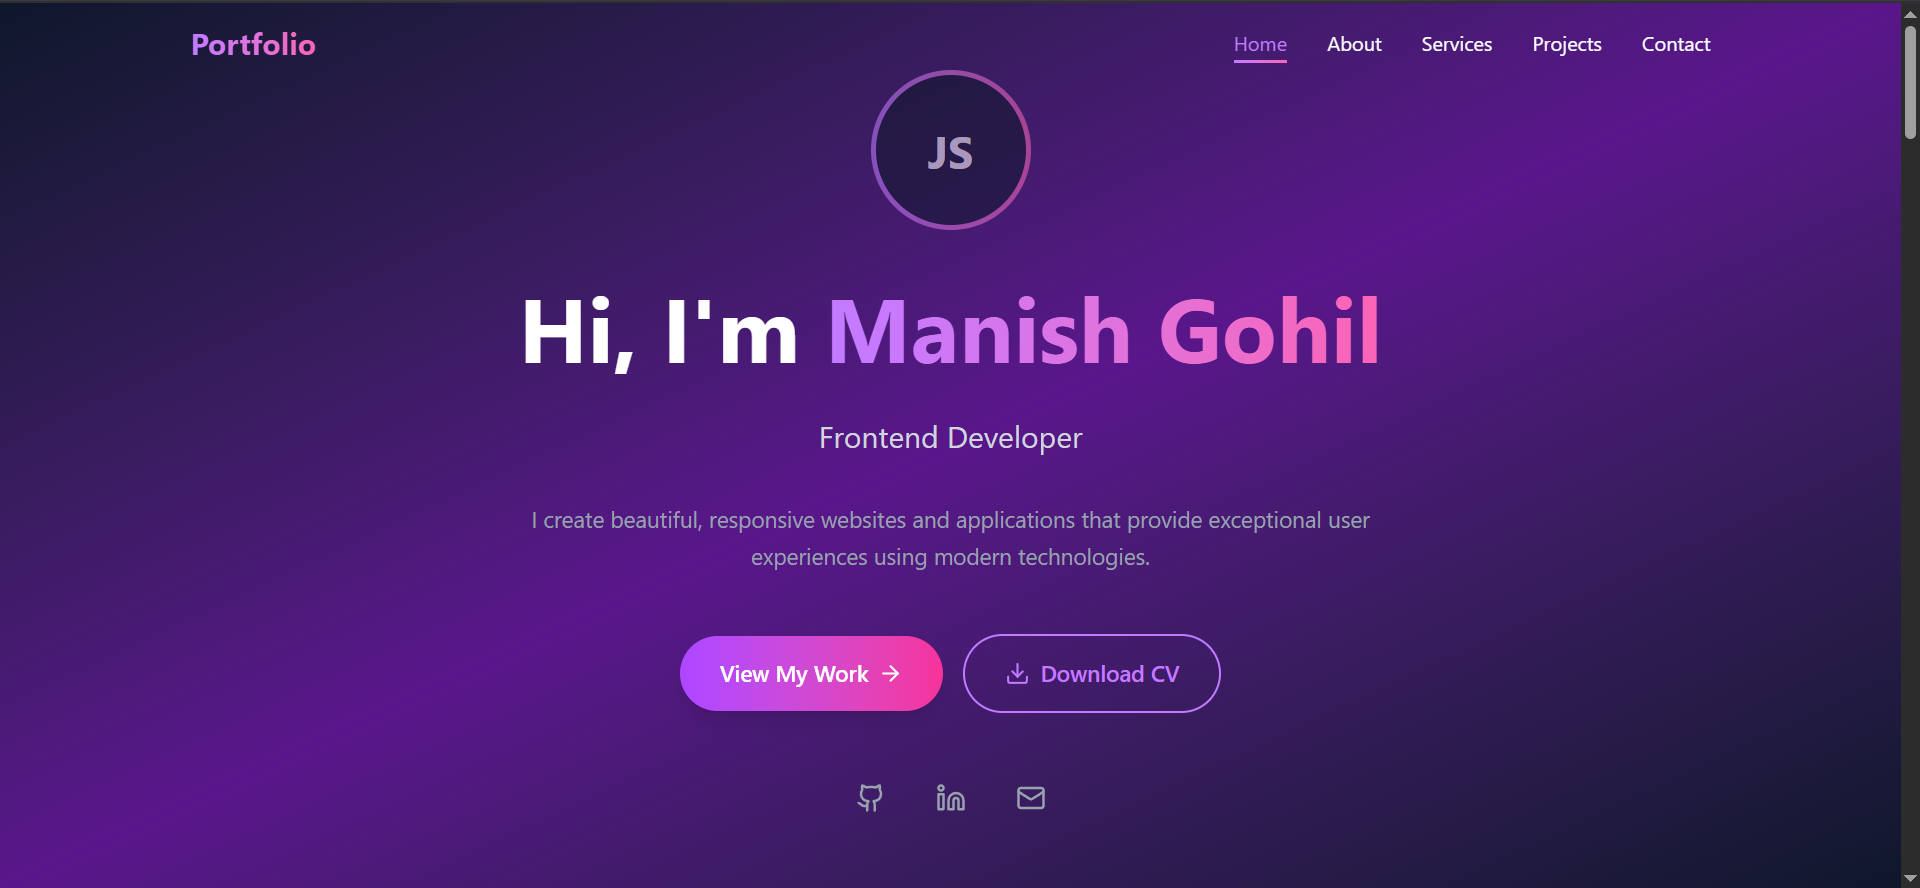 Portfolio
Home
About
Services
Projects
Contact
JS
Hi, I'm Manish Gohil
Frontend Developer
I create beautiful, responsive websites and applications that provide exceptional user
experiences using modern technologies.
View My Work
Download CV